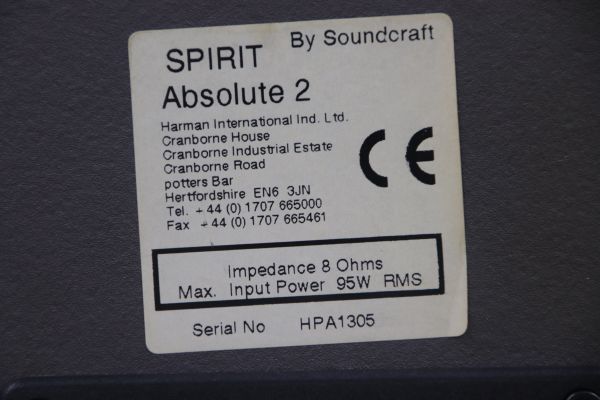 SPIRIT By Soundcraft
Absolute 2
Harman International Ind. Ltd.
Cranborne House
Cranborne Industrial Estate
Cranborne Road
potters Bar
Hertfordshire EN6 3JN
Tel. +44 (0) 1707 665000
Fax +44 (0) 1707 665461
CE
Impedance 8 Ohms
Max. Input Power 95W RMS
Serial No HPA1305